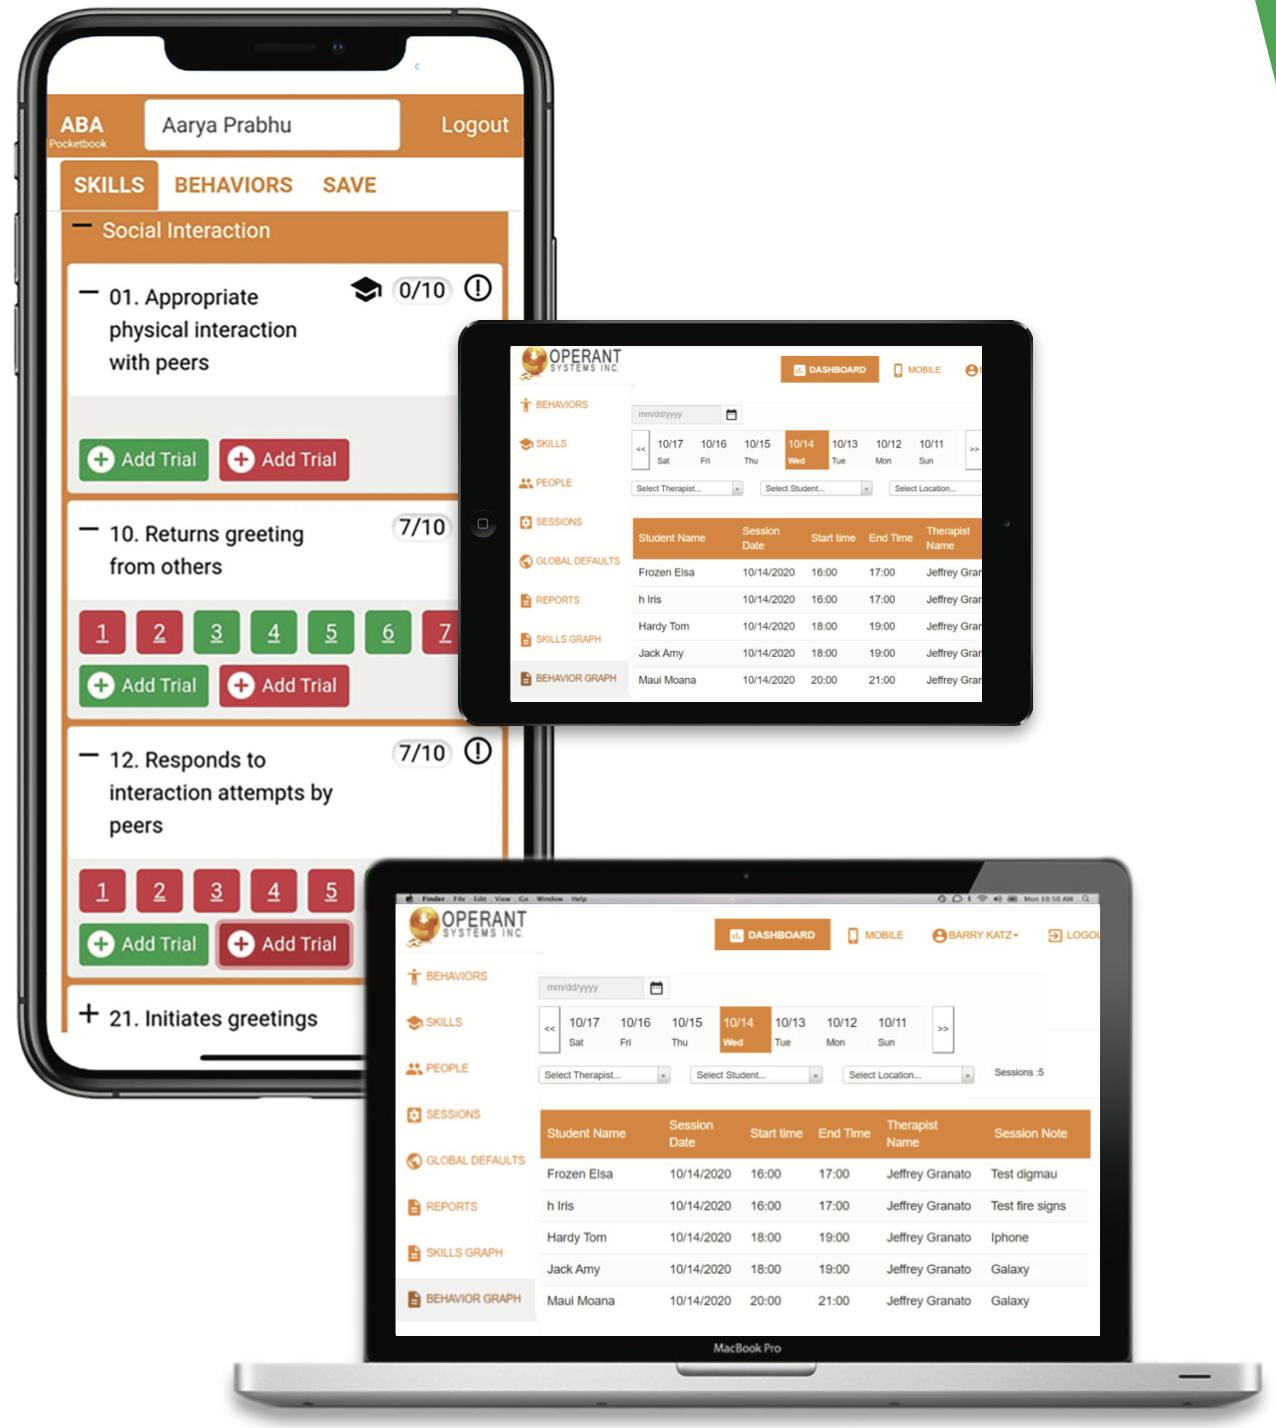 ABA
Pocketbook
Aarya Prabhu
Logout
SKILLS BEHAVIORS SAVE
Social Interaction
01. Appropriate
physical interaction
with peers
0/10
Add Trial Add Trial
10. Returns greeting
from others
7/10
1 2 3 4 5 6 7
Add Trial Add Trial
12. Responds to
interaction attempts by
peers
7/10
1 2 3 4 5
Add Trial Add Trial
21. Initiates greetings
OPERANT
SYSTEMS INC.
DASHBOARD MOBILE
BEHAVIORS
SKILLS
PEOPLE
SESSIONS
GLOBAL DEFAULTS
REPORTS
SKILLS GRAPH
BEHAVIOR GRAPH
mm/dd/yyyy
<< 10/17 10/16 10/15 10/14 10/13 10/12 10/11 >>
Sat Fri Thu Wed Tue Mon Sun
Select Therapist... Select Student... Select Location...
Student Name Session Date Start time End Time Therapist Name
Frozen Elsa 10/14/2020 16:00 17:00 Jeffrey Gran
h Iris 10/14/2020 16:00 17:00 Jeffrey Gran
Hardy Tom 10/14/2020 18:00 19:00 Jeffrey Gran
Jack Amy 10/14/2020 18:00 19:00 Jeffrey Gran
Maui Moana 10/14/2020 20:00 21:00 Jeffrey Gran
Finder File Edit View Go Window Help Mon 10:50 AM
OPERANT
SYSTEMS INC.
DASHBOARD MOBILE BARRY KATZ LOGOU
BEHAVIORS
SKILLS
PEOPLE
SESSIONS
GLOBAL DEFAULTS
REPORTS
SKILLS GRAPH
BEHAVIOR GRAPH
mm/dd/yyyy
<< 10/17 10/16 10/15 10/14 10/13 10/12 10/11 >>
Sat Fri Thu Wed Tue Mon Sun
Select Therapist... Select Student... Select Location... Sessions :5
Student Name Session Date Start time End Time Therapist Name Session Note
Frozen Elsa 10/14/2020 16:00 17:00 Jeffrey Granato Test digmau
h Iris 10/14/2020 16:00 17:00 Jeffrey Granato Test fire signs
Hardy Tom 10/14/2020 18:00 19:00 Jeffrey Granato Iphone
Jack Amy 10/14/2020 18:00 19:00 Jeffrey Granato Galaxy
Maui Moana 10/14/2020 20:00 21:00 Jeffrey Granato Galaxy
MacBook Pro